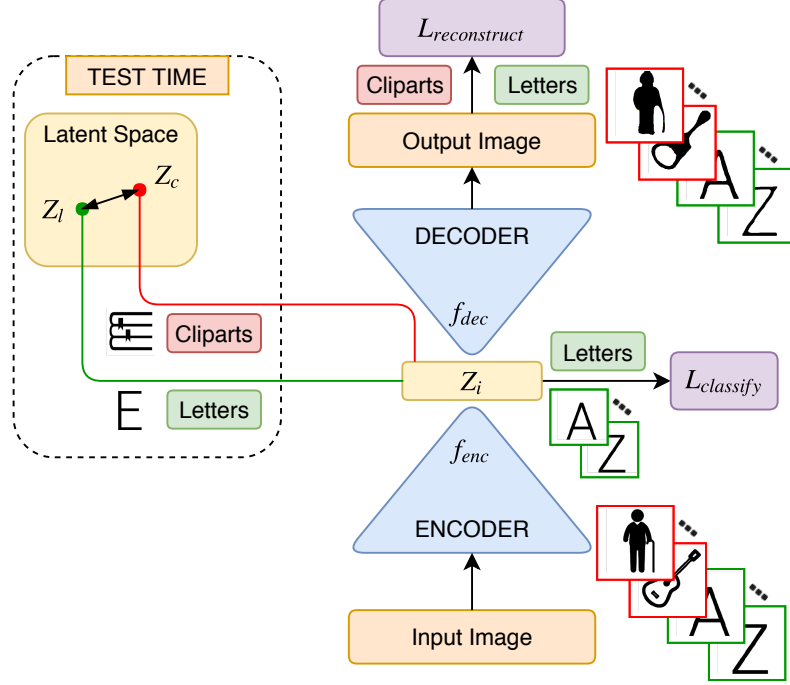 L_reconstruct
TEST TIME
Cliparts
Letters
Latent Space
Output Image
Z_c
Z_l
A
Z
DECODER
f_dec
Cliparts
Letters
Z_i
L_classify
E
Letters
A
Z
f_enc
ENCODER
A
Z
Input Image